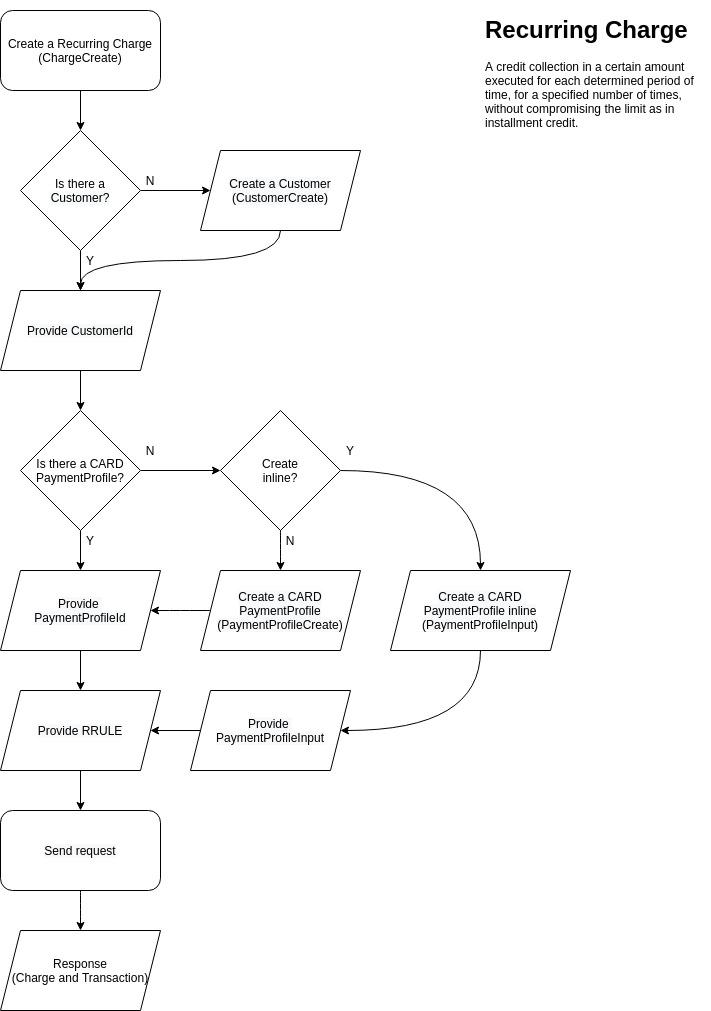 Recurring Charge
A credit collection in a certain amount
executed for each determined period of
time, for a specified number of times,
without compromising the limit as in
installment credit.
Create a Recurring Charge
(ChargeCreate)
Is there a
Customer?
N
Create a Customer
(CustomerCreate)
Y
Provide CustomerId
Is there a CARD
PaymentProfile?
N
Create
inline?
Y
Y
N
Provide
PaymentProfileId
Create a CARD
PaymentProfile
(PaymentProfileCreate)
Create a CARD
PaymentProfile inline
(PaymentProfileInput)
Provide RRULE
Provide
PaymentProfileInput
Send request
Response
(Charge and Transaction)